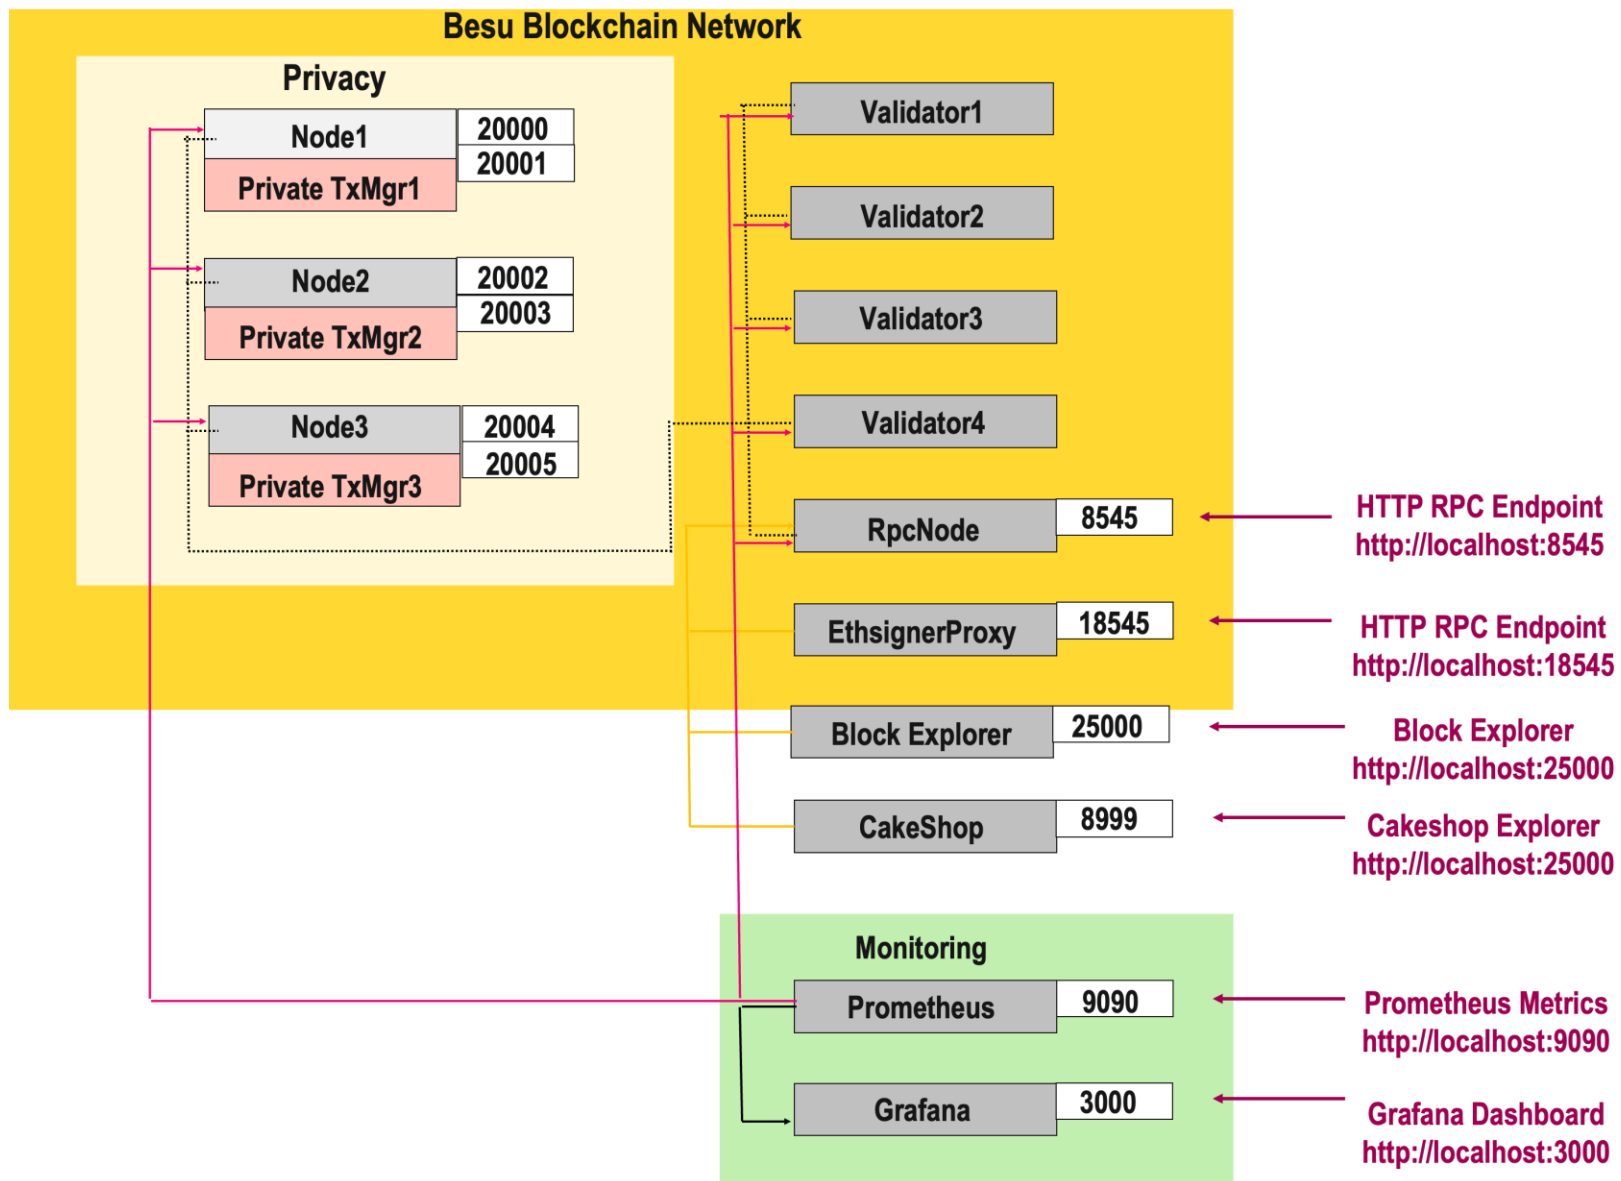 Besu Blockchain Network
Privacy
Node1
20000
20001
Private TxMgr1
Node2
20002
20003
Private TxMgr2
Node3
20004
20005
Private TxMgr3
Validator1
Validator2
Validator3
Validator4
RpcNode
8545
HTTP RPC Endpoint
http://localhost:8545
EthsignerProxy
18545
HTTP RPC Endpoint
http://localhost:18545
Block Explorer
25000
Block Explorer
http://localhost:25000
CakeShop
8999
Cakeshop Explorer
http://localhost:25000
Monitoring
Prometheus
9090
Prometheus Metrics
http://localhost:9090
Grafana
3000
Grafana Dashboard
http://localhost:3000